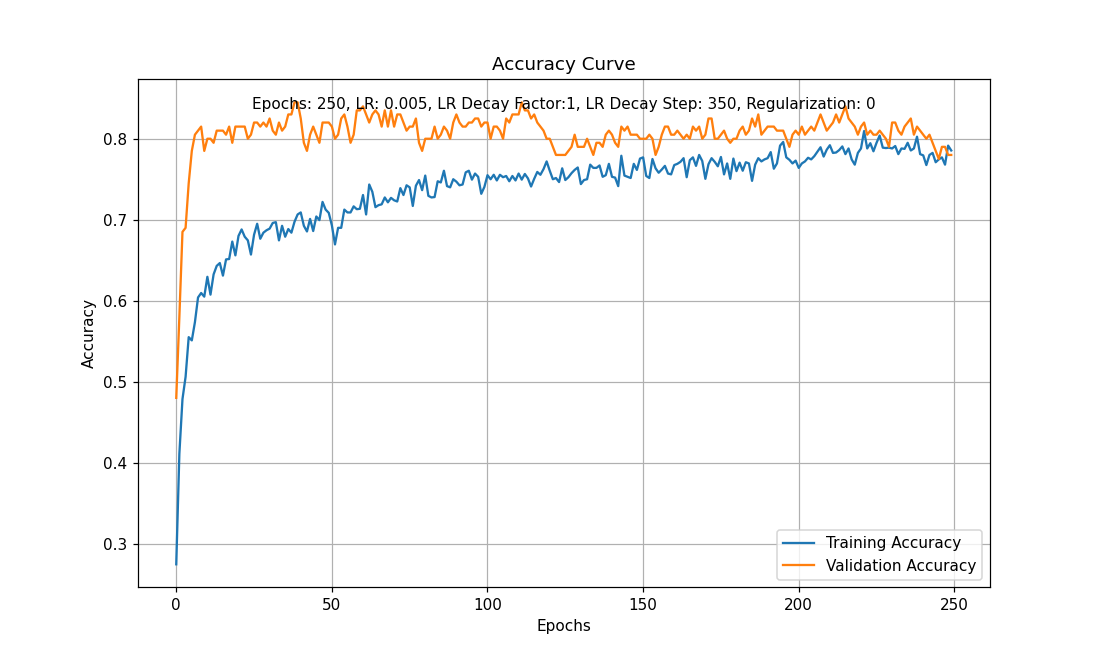 Accuracy Curve
Epochs: 250, LR: 0.005, LR Decay Factor:1, LR Decay Step: 350, Regularization: 0
Accuracy
0.8
0.7
0.6
0.5
0.4
0.3
Training Accuracy
Validation Accuracy
0 50 100 150 200 250
Epochs